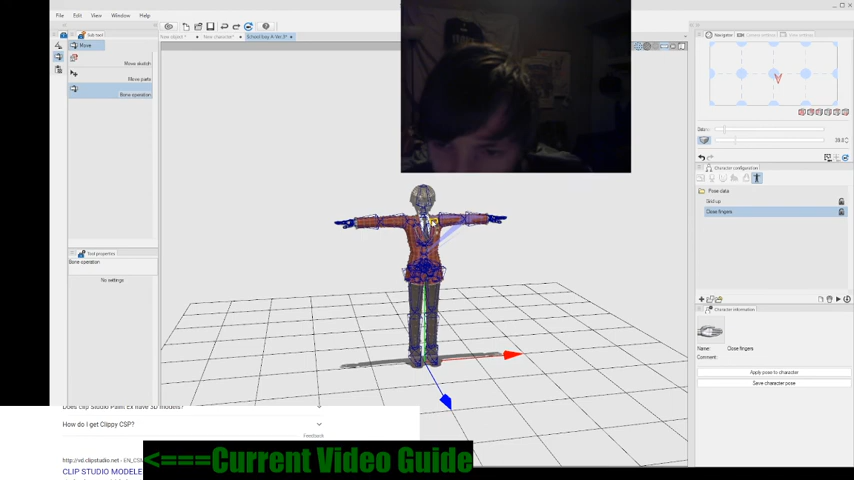 File Edit View Window Help
Sub tool
School boy A-Ver.2*
Move
Move sketch
Move parts
Bone operation
Tool properties
Bone operation
No settings
Navigator
Character configuration
Pose data
Grid up
Close fingers
Character information
Name: Close fingers
Comment:
Apply pose to character
Save character pose
Does Clip Studio Paint EX have 3D models?
How do I get Clippy CSP?
Feedback
CLIP STUDIO MODELE
<===Current Video Guide